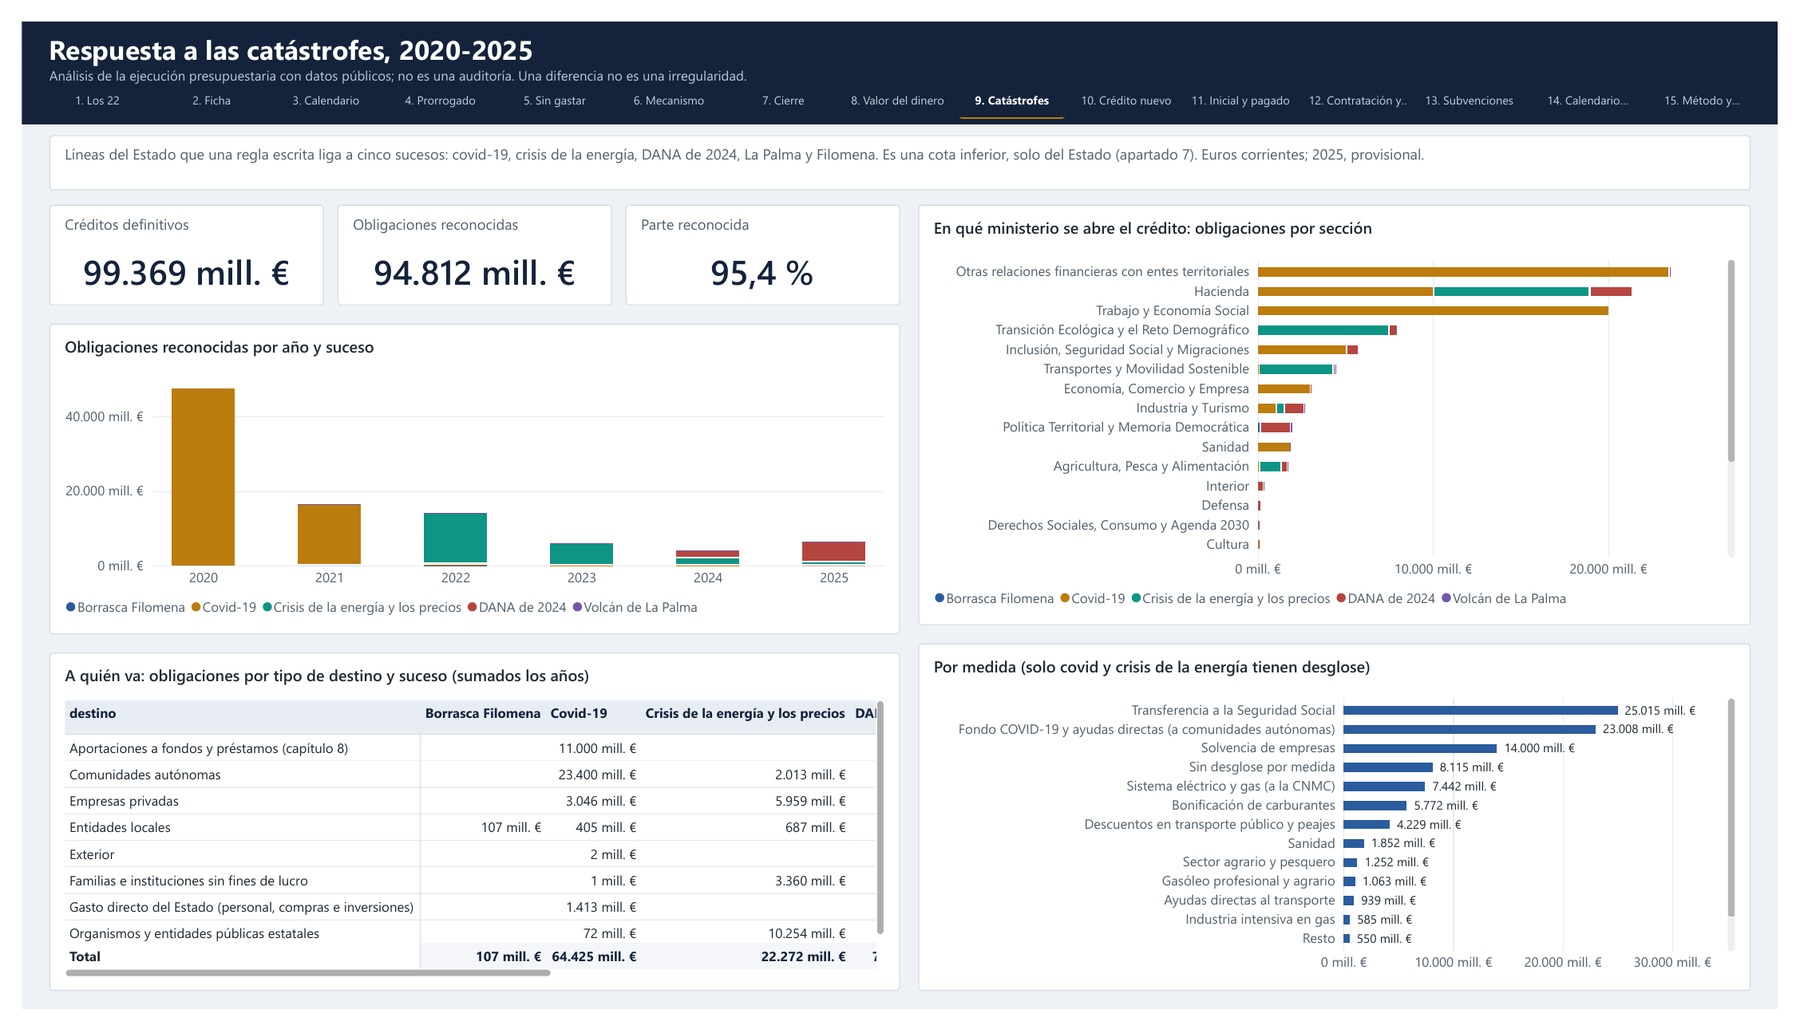 Respuesta a las catástrofes, 2020-2025
Análisis de la ejecución presupuestaria con datos públicos; no es una auditoría. Una diferencia no es una irregularidad.
1. Los 22 2. Ficha 3. Calendario 4. Prorrogado 5. Sin gastar 6. Mecanismo 7. Cierre 8. Valor del dinero 9. Catástrofes 10. Crédito nuevo 11. Inicial y pagado 12. Contratación y.. 13. Subvenciones 14. Calendario... 15. Método y...
Líneas del Estado que una regla escrita liga a cinco sucesos: covid-19, crisis de la energía, DANA de 2024, La Palma y Filomena. Es una cota inferior, solo del Estado (apartado 7). Euros corrientes; 2025, provisional.
Créditos definitivos
99.369 mill. €
Obligaciones reconocidas
94.812 mill. €
Parte reconocida
95,4 %
Obligaciones reconocidas por año y suceso
40.000 mill. €
20.000 mill. €
0 mill. €
2020 2021 2022 2023 2024 2025
Borrasca Filomena Covid-19 Crisis de la energía y los precios DANA de 2024 Volcán de La Palma
A quién va: obligaciones por tipo de destino y suceso (sumados los años)
destino Borrasca Filomena Covid-19 Crisis de la energía y los precios
Aportaciones a fondos y préstamos (capítulo 8) 11.000 mill. €
Comunidades autónomas 23.400 mill. € 2.013 mill. €
Empresas privadas 3.046 mill. € 5.959 mill. €
Entidades locales 107 mill. € 405 mill. € 687 mill. €
Exterior 2 mill. €
Familias e instituciones sin fines de lucro 1 mill. € 3.360 mill. €
Gasto directo del Estado (personal, compras e inversiones) 1.413 mill. €
Organismos y entidades públicas estatales 72 mill. € 10.254 mill. €
Total 107 mill. € 64.425 mill. € 22.272 mill. €
En qué ministerio se abre el crédito: obligaciones por sección
Otras relaciones financieras con entes territoriales
Hacienda
Trabajo y Economía Social
Transición Ecológica y el Reto Demográfico
Inclusión, Seguridad Social y Migraciones
Transportes y Movilidad Sostenible
Economía, Comercio y Empresa
Industria y Turismo
Política Territorial y Memoria Democrática
Sanidad
Agricultura, Pesca y Alimentación
Interior
Defensa
Derechos Sociales, Consumo y Agenda 2030
Cultura
0 mill. € 10.000 mill. € 20.000 mill. €
Borrasca Filomena Covid-19 Crisis de la energía y los precios DANA de 2024 Volcán de La Palma
Por medida (solo covid y crisis de la energía tienen desglose)
Transferencia a la Seguridad Social 25.015 mill. €
Fondo COVID-19 y ayudas directas (a comunidades autónomas) 23.008 mill. €
Solvencia de empresas 14.000 mill. €
Sin desglose por medida 8.115 mill. €
Sistema eléctrico y gas (a la CNMC) 7.442 mill. €
Bonificación de carburantes 5.772 mill. €
Descuentos en transporte público y peajes 4.229 mill. €
Sanidad 1.852 mill. €
Sector agrario y pesquero 1.252 mill. €
Gasóleo profesional y agrario 1.063 mill. €
Ayudas directas al transporte 939 mill. €
Industria intensiva en gas 585 mill. €
Resto 550 mill. €
0 mill. € 10.000 mill. € 20.000 mill. € 30.000 mill. €